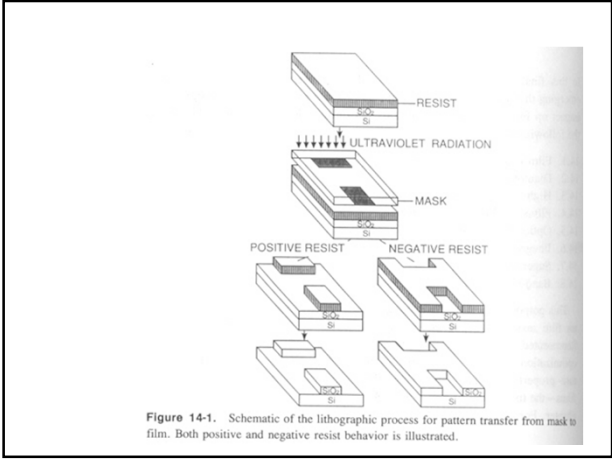 RESIST
SiO₂
Si
ULTRAVIOLET RADIATION
MASK
SiO₂
Si
POSITIVE RESIST
NEGATIVE RESIST
SiO₂
Si
SiO₂
Si
SiO₂
Si
SiO₂
Si
Figure 14-1. Schematic of the lithographic process for pattern transfer from mask to
film. Both positive and negative resist behavior is illustrated.